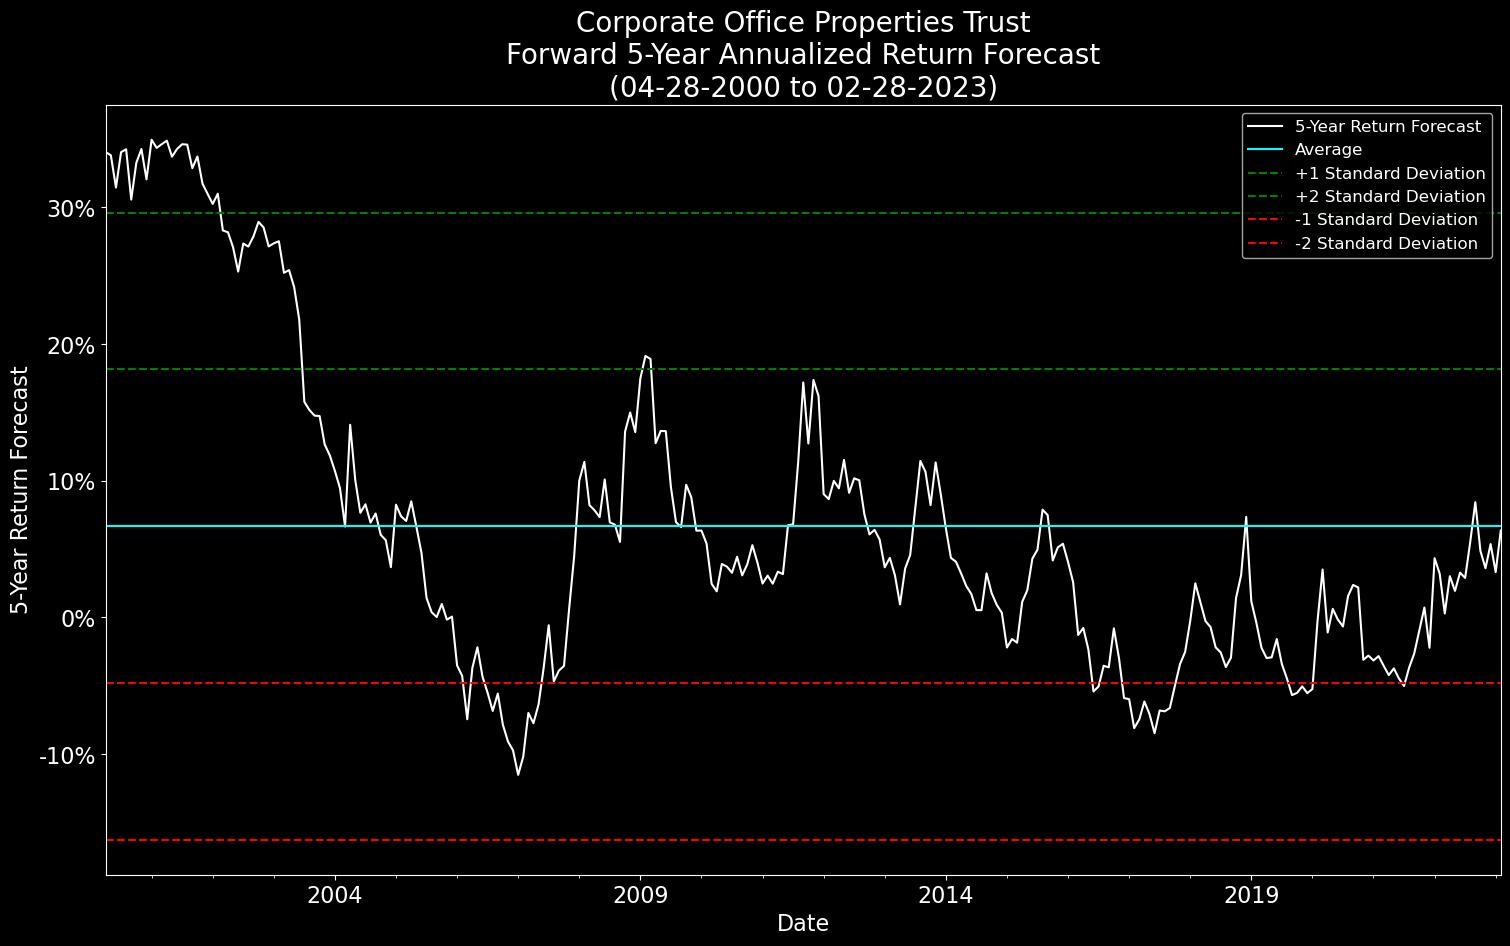 Corporate Office Properties Trust
Forward 5-Year Annualized Return Forecast
(04-28-2000 to 02-28-2023)
5-Year Return Forecast
Average
+1 Standard Deviation
+2 Standard Deviation
-1 Standard Deviation
-2 Standard Deviation
30%
20%
10%
0%
-10%
5-Year Return Forecast
2004
2009
2014
2019
Date